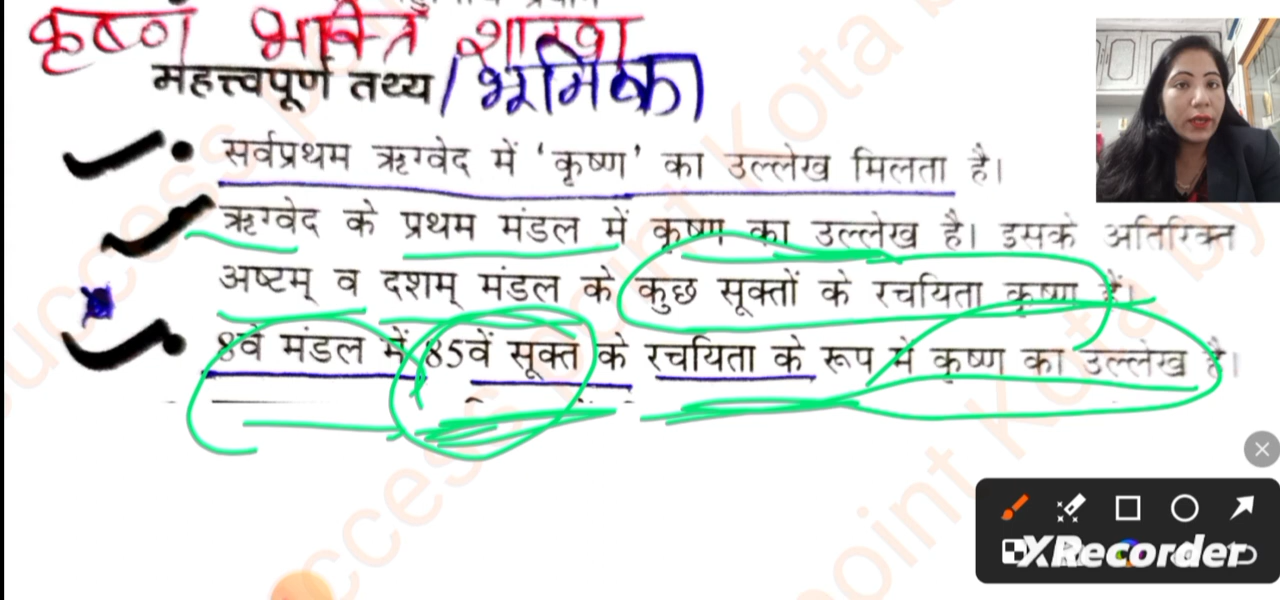 कृष्ण भक्ति शाखा
महत्त्वपूर्ण तथ्य / भूमिका
• सर्वप्रथम ऋग्वेद में 'कृष्ण' का उल्लेख मिलता है।
ऋग्वेद के प्रथम मंडल में कृष्ण का उल्लेख है। इसके अतिरिक्त
अष्टम् व दशम् मंडल के कुछ सूक्तों के रचयिता कृष्ण हैं।
• 8वें मंडल में 85वें सूक्त के रचयिता के रूप में कृष्ण का उल्लेख है।
XRecorder